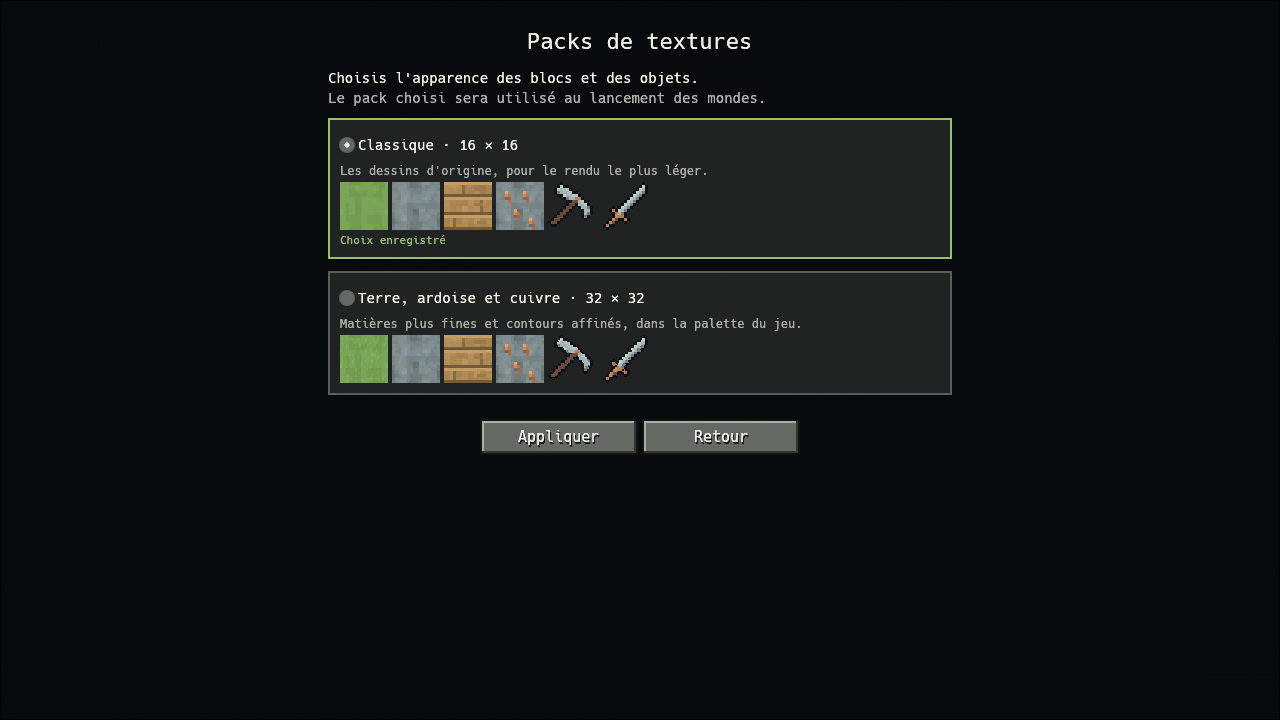 Packs de textures
Choisis l'apparence des blocs et des objets.
Le pack choisi sera utilisé au lancement des mondes.
Classique · 16 × 16
Les dessins d'origine, pour le rendu le plus léger.
Choix enregistré
Terre, ardoise et cuivre · 32 × 32
Matières plus fines et contours affinés, dans la palette du jeu.
Appliquer
Retour